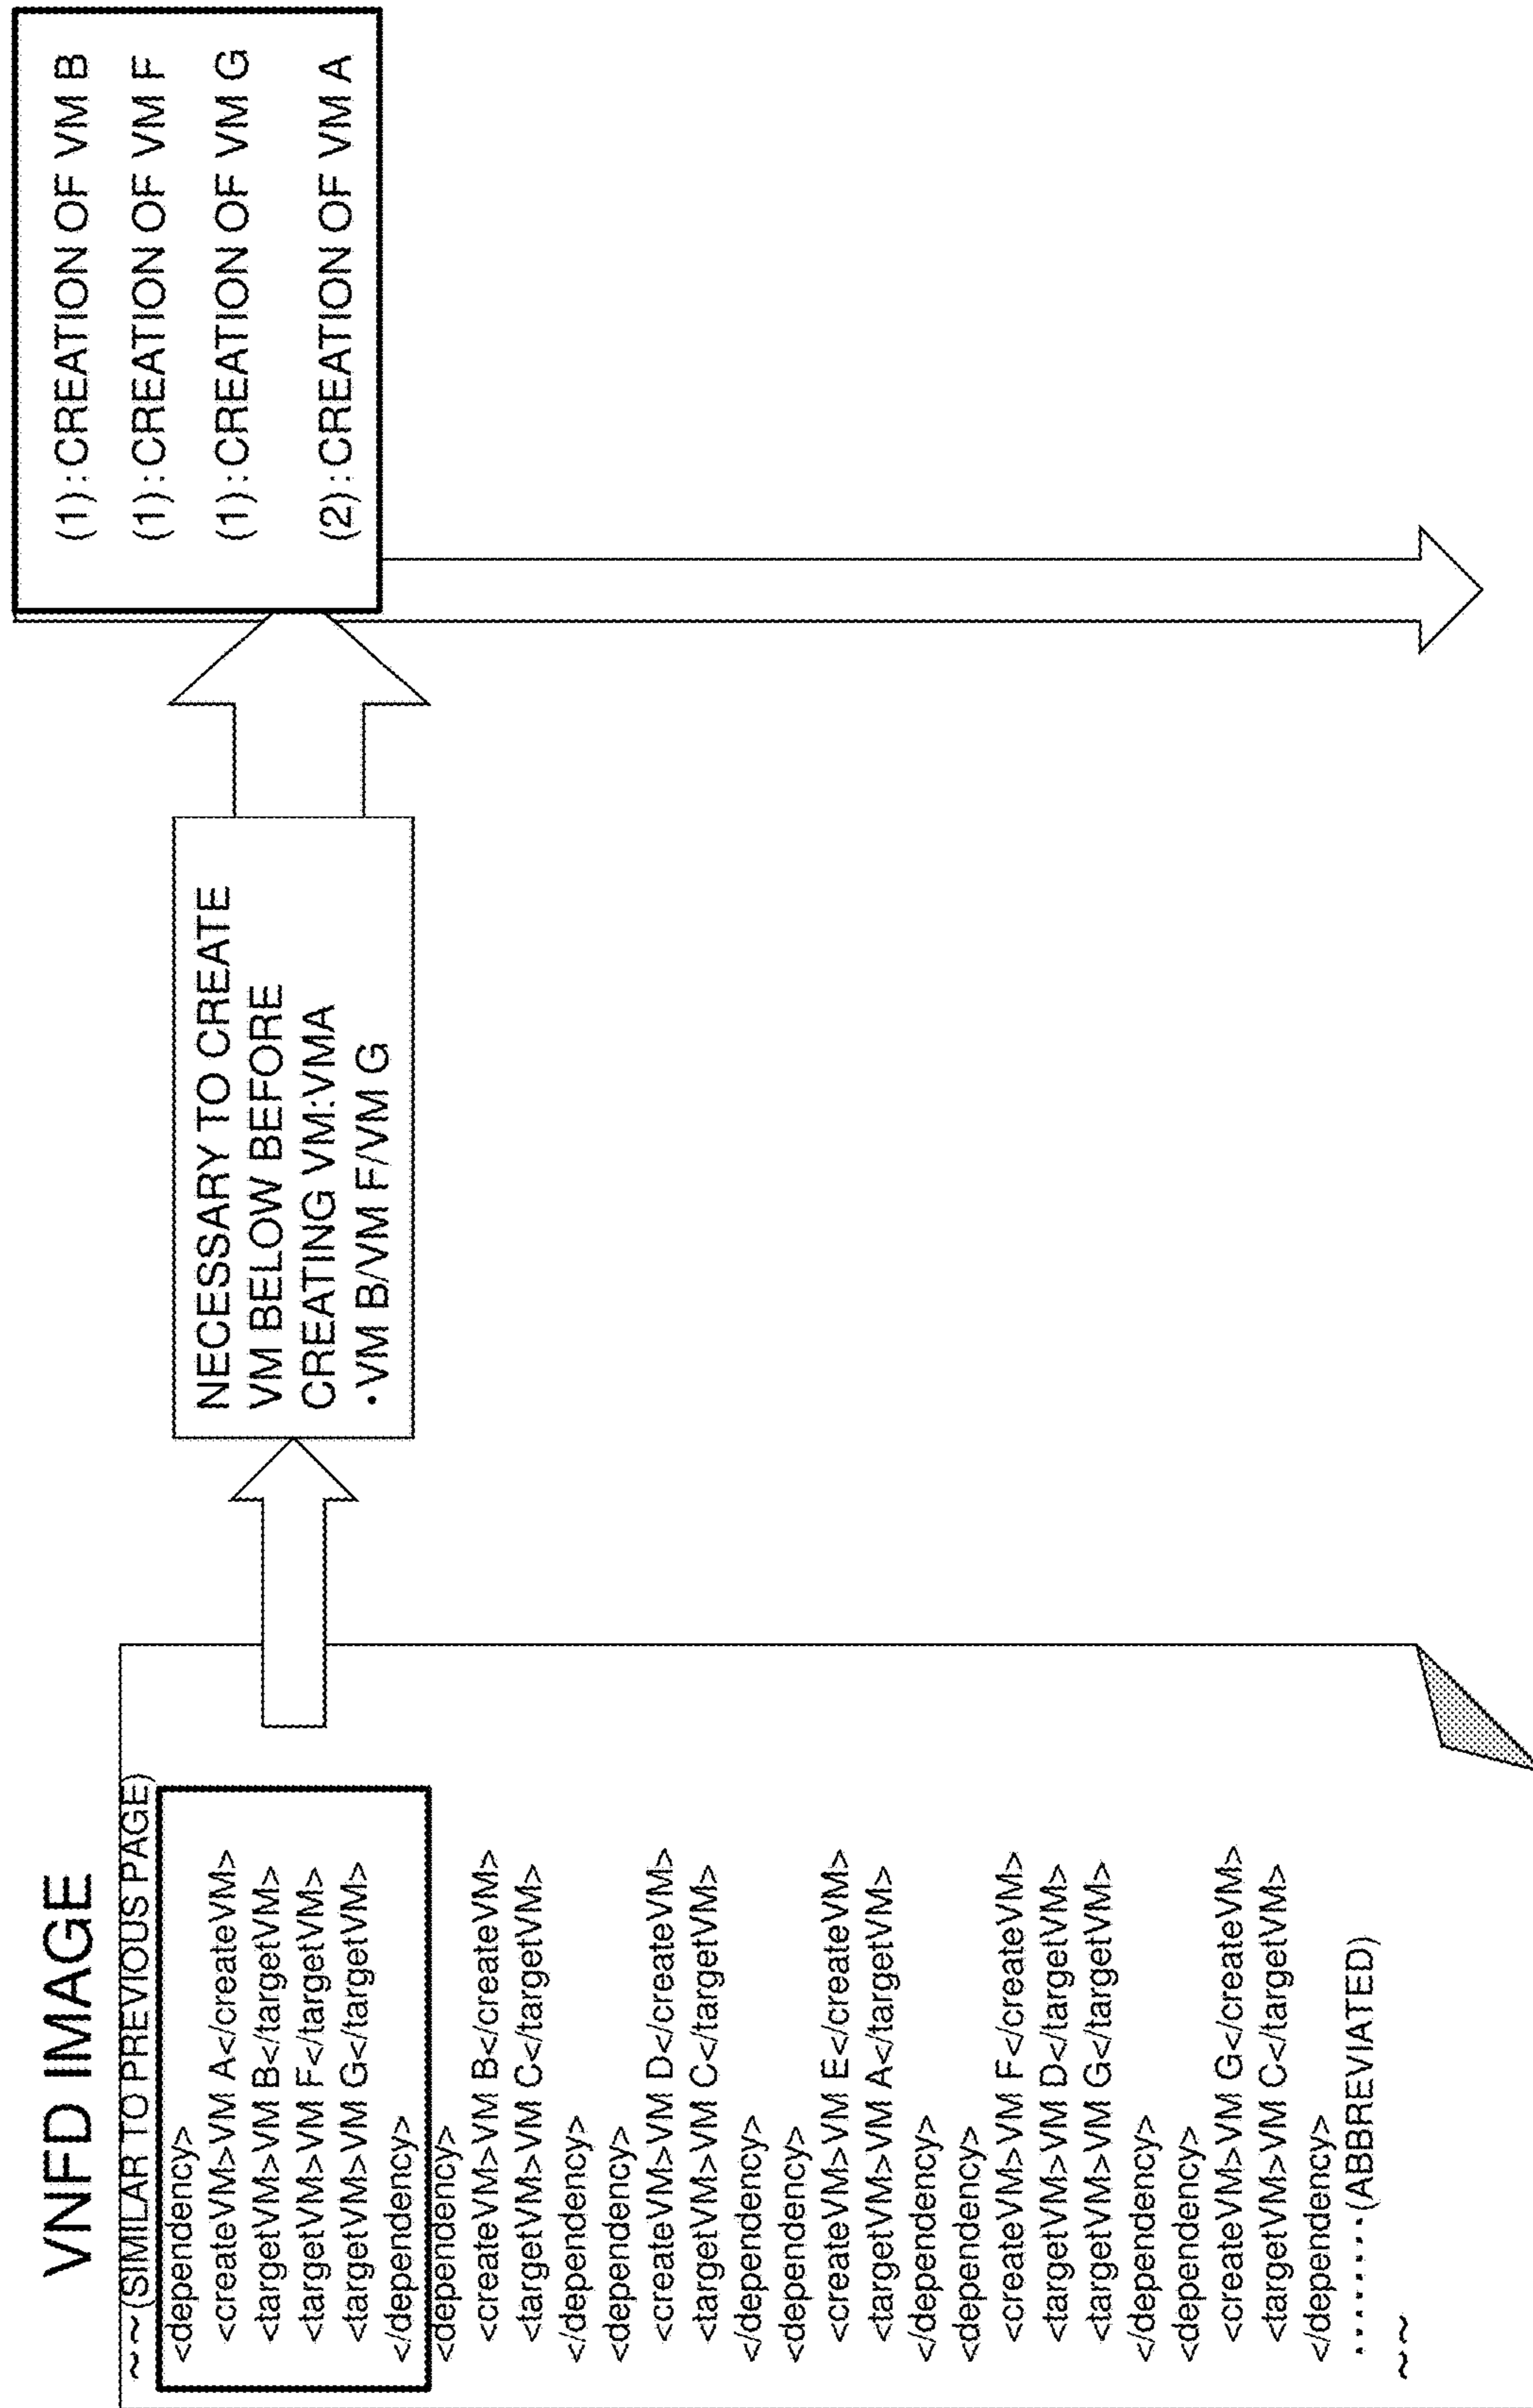 VNFD IMAGE
~~(SIMILAR TO PREVIOUS PAGE)
<dependency>
<createVM>VM A</createVM>
<targetVM>VM B</targetVM>
<targetVM>VM F</targetVM>
<targetVM>VM G</targetVM>
</dependency>
<dependency>
<createVM>VM B</createVM>
<targetVM>VM C</targetVM>
</dependency>
<dependency>
<createVM>VM D</createVM>
<targetVM>VM C</targetVM>
</dependency>
<dependency>
<createVM>VM E</createVM>
<targetVM>VM A</targetVM>
</dependency>
<dependency>
<createVM>VM F</createVM>
<targetVM>VM D</targetVM>
<targetVM>VM G</targetVM>
</dependency>
<dependency>
<createVM>VM G</createVM>
<targetVM>VM C</targetVM>
</dependency>
········(ABBREVIATED)
~~
NECESSARY TO CREATE
VM BELOW BEFORE
CREATING VM:VMA
・VM B/VM F/VM G
(1):CREATION OF VM B
(1):CREATION OF VM F
(1):CREATION OF VM G
(2):CREATION OF VM A